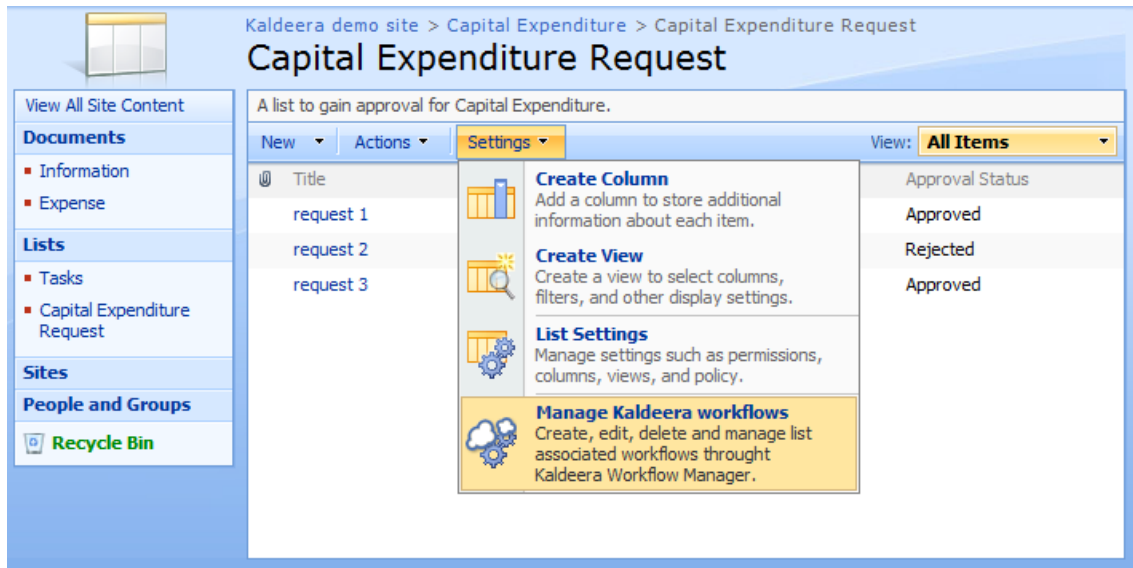 Kaldeera demo site > Capital Expenditure > Capital Expenditure Request
Capital Expenditure Request
View All Site Content
Documents
Information
Expense
Lists
Tasks
Capital Expenditure
Request
Sites
People and Groups
Recycle Bin
A list to gain approval for Capital Expenditure.
New Actions Settings View: All Items
Title Approval Status
request 1 Approved
request 2 Rejected
request 3 Approved
Create Column
Add a column to store additional
information about each item.
Create View
Create a view to select columns,
filters, and other display settings.
List Settings
Manage settings such as permissions,
columns, views, and policy.
Manage Kaldeera workflows
Create, edit, delete and manage list
associated workflows throught
Kaldeera Workflow Manager.